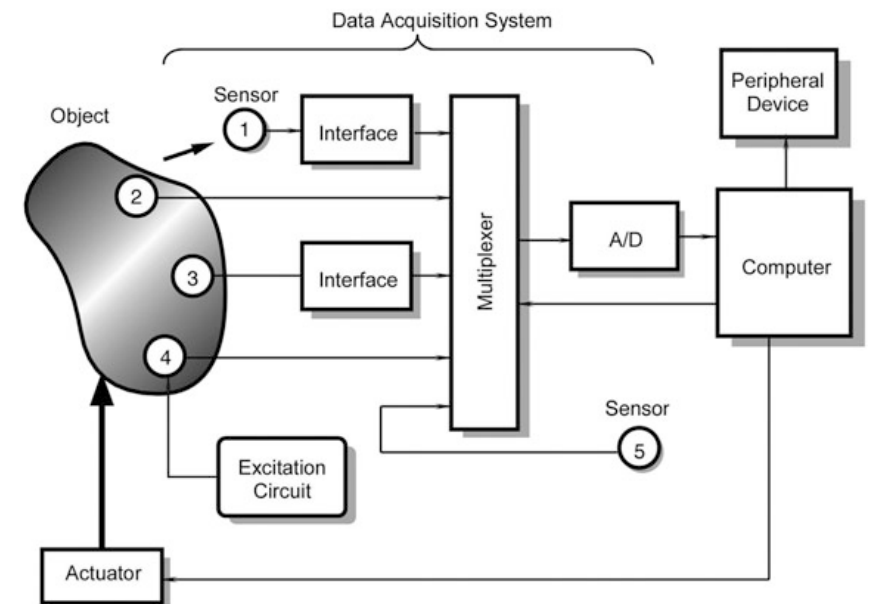 Data Acquisition System
Peripheral
Device
Sensor
Object
1
Interface
2
Multiplexer
A/D
Computer
3
Interface
4
Sensor
5
Excitation
Circuit
Actuator